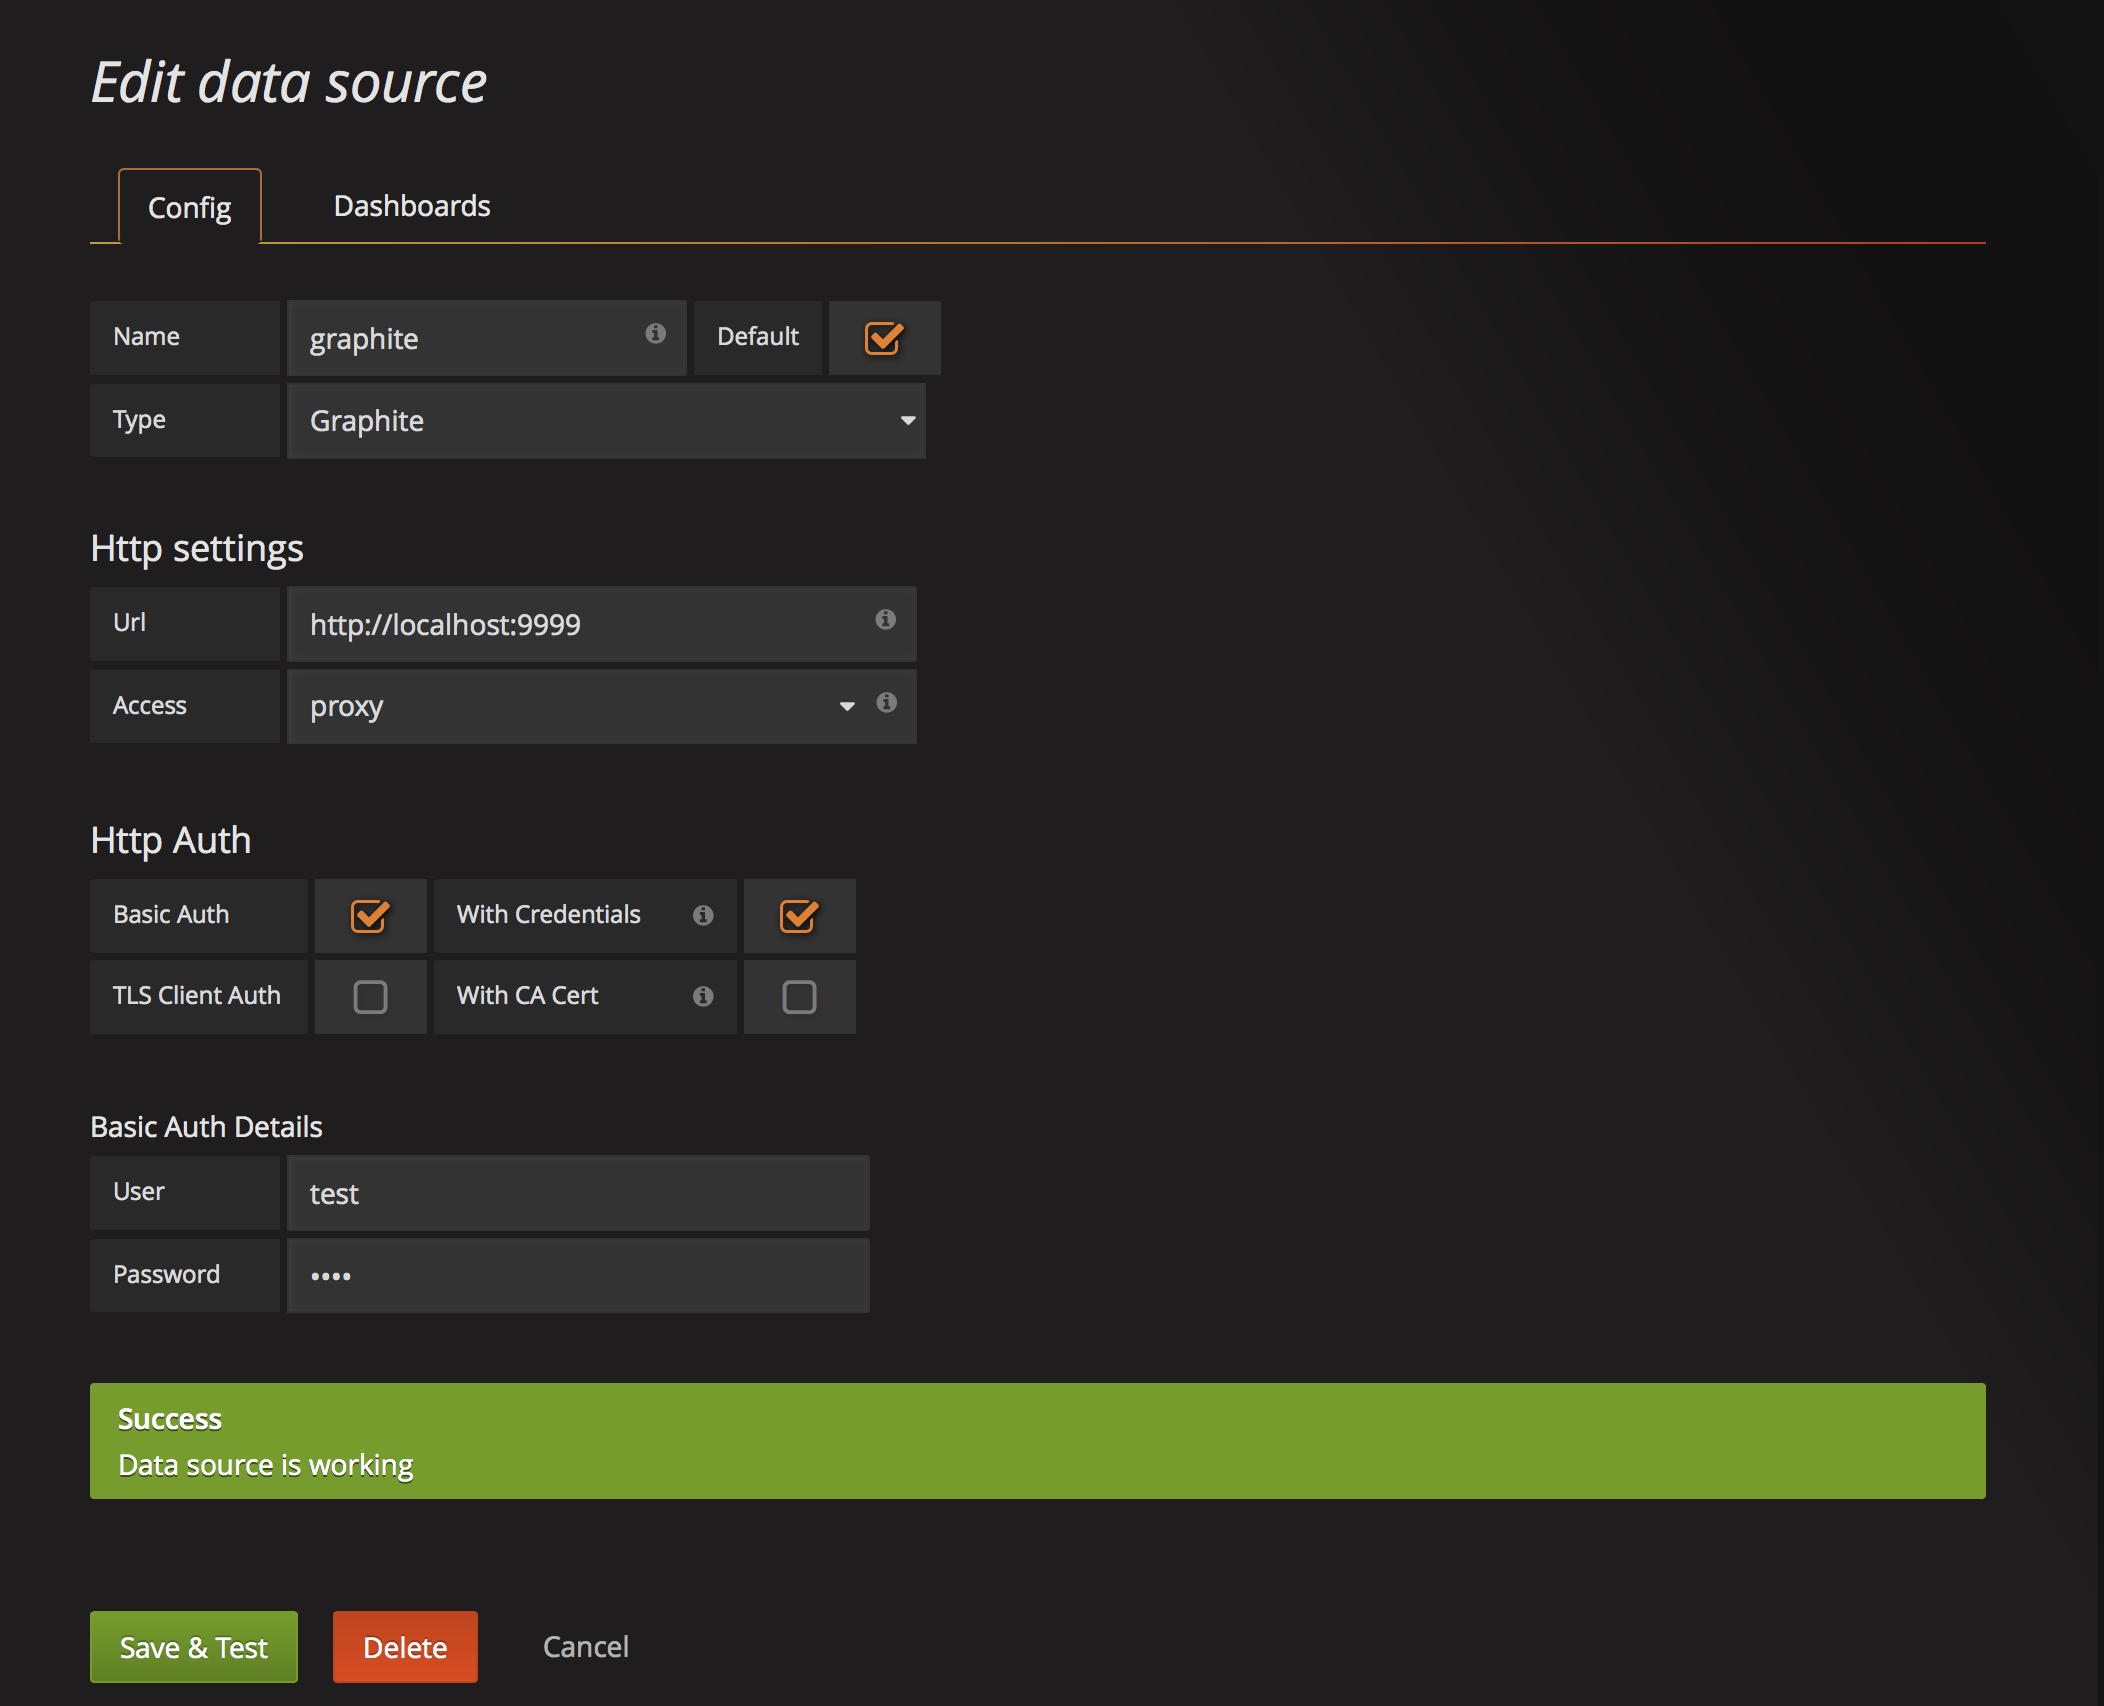 Edit data source
Config Dashboards
Name graphite Default
Type Graphite
Http settings
Url http://localhost:9999
Access proxy
Http Auth
Basic Auth With Credentials
TLS Client Auth With CA Cert
Basic Auth Details
User test
Password ••••
Success
Data source is working
Save & Test Delete Cancel